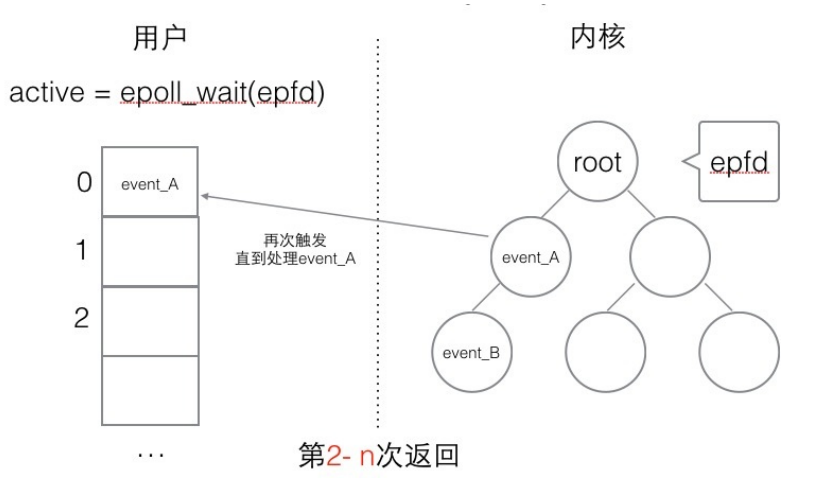 用户
内核
active = epoll_wait(epfd)
root
epfd
0
event_A
再次触发
直到处理event_A
event_A
1
2
event_B
...
第2- n次返回